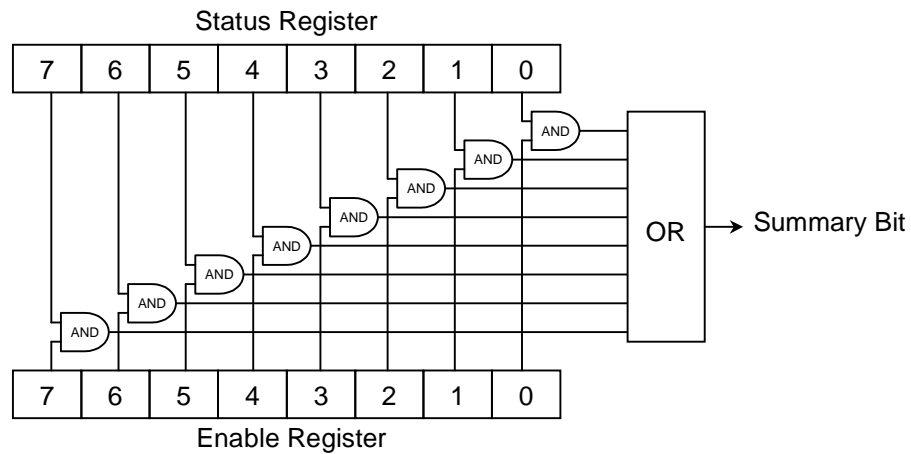 Status Register
7 6 5 4 3 2 1 0
AND
AND
AND
AND
AND
AND
AND
AND
OR
Summary Bit
7 6 5 4 3 2 1 0
Enable Register